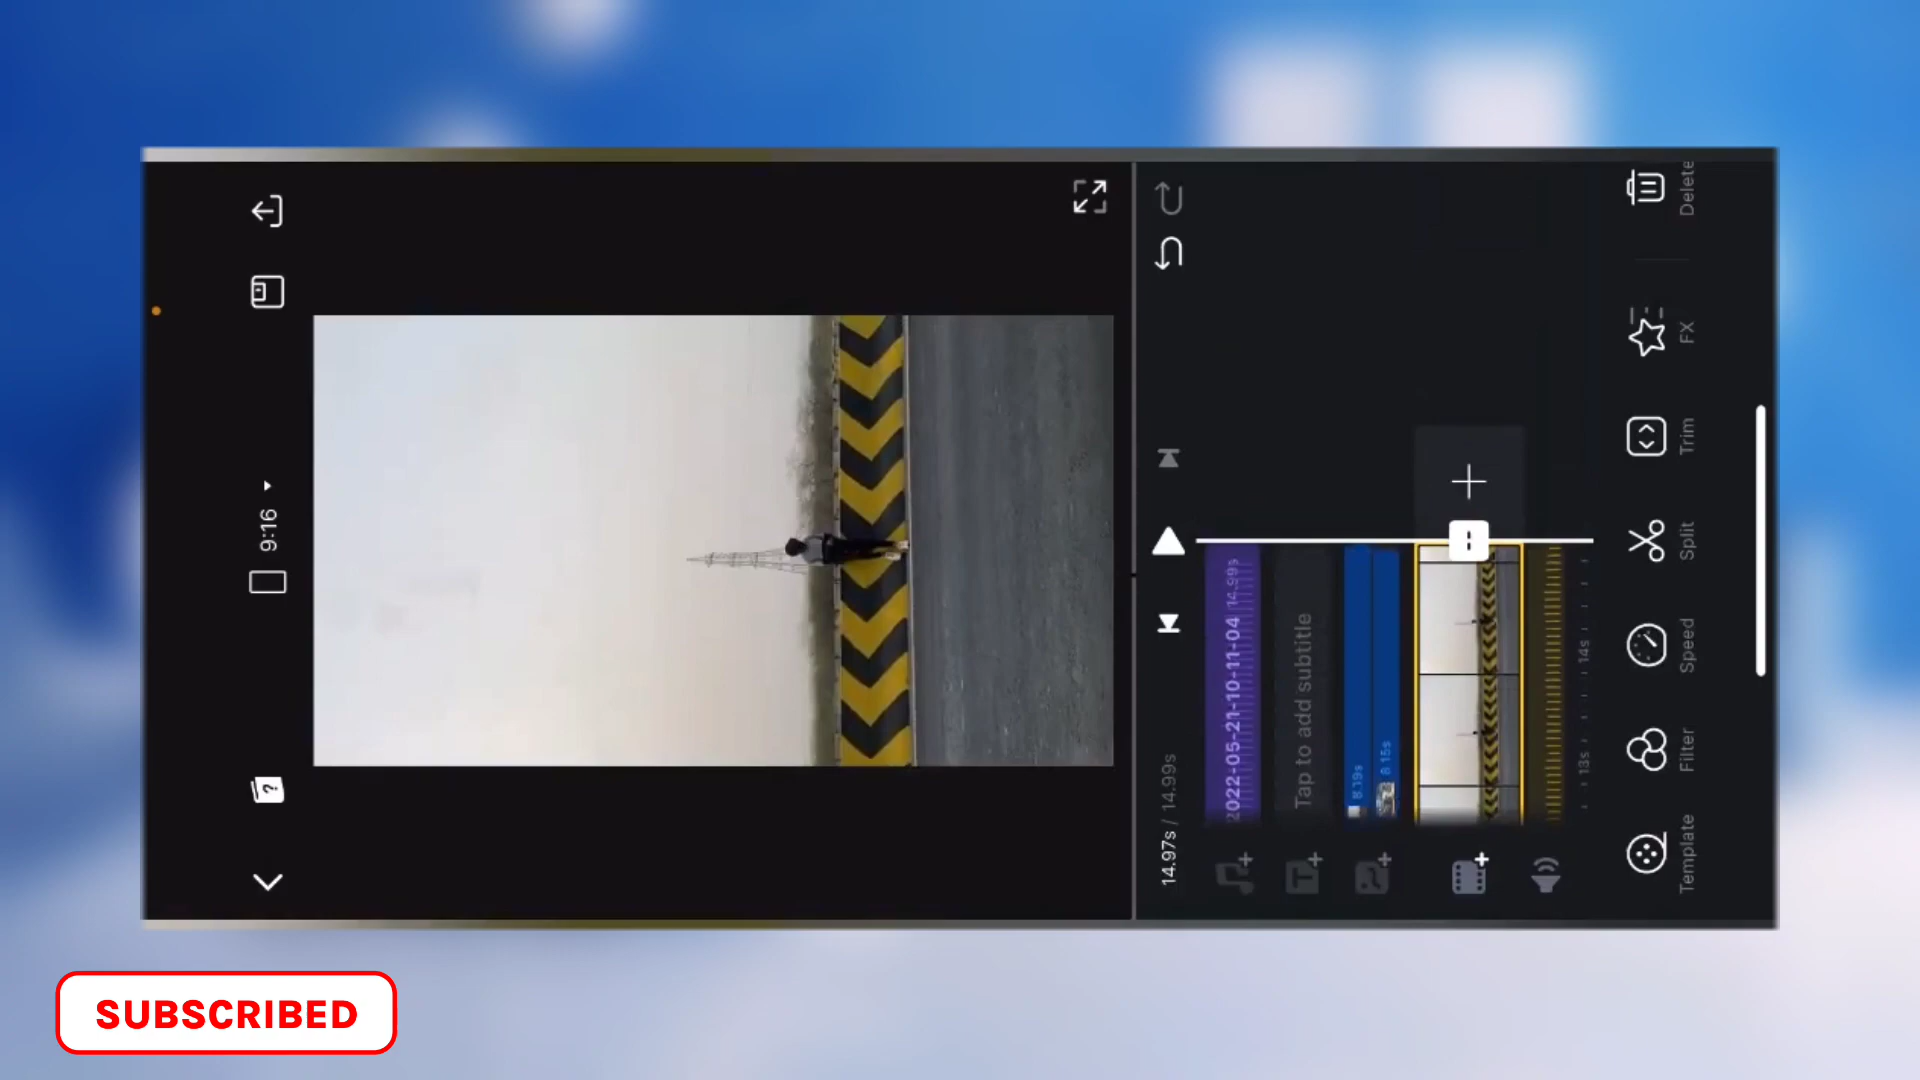 9:16
?
14.97s / 14.99s
2022-05-21-10-11-04 14.99s
Tap to add subtitle
8.39s
8.15s
13s
14s
Template
Filter
Speed
Split
Trim
FX
Delete
SUBSCRIBED